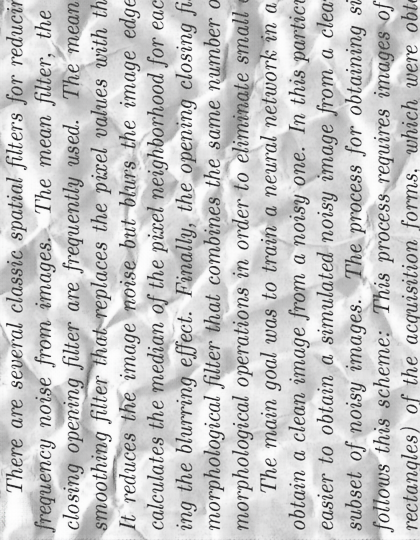 There are several classic spatial filters for reducin
frequency noise from images. The mean filter, the
closing opening filter are frequently used. The mean
smoothing filter that replaces the pixel values with th
It reduces the image noise but blurs the image edge
calculates the median of the pixel neighborhood for eac
ing the blurring effect. Finally, the opening closing fi
morphological filter that combines the same number o
morphological operations in order to eliminate small
The main goal was to train a neural network in a
obtain a clean image from a noisy one. In this partic
easier to obtain a simulated noisy image from a clea
subset of noisy images. The process for obtaining si
follows this scheme: This process requires images of
rectangles) of the acquisition forms, which were obt